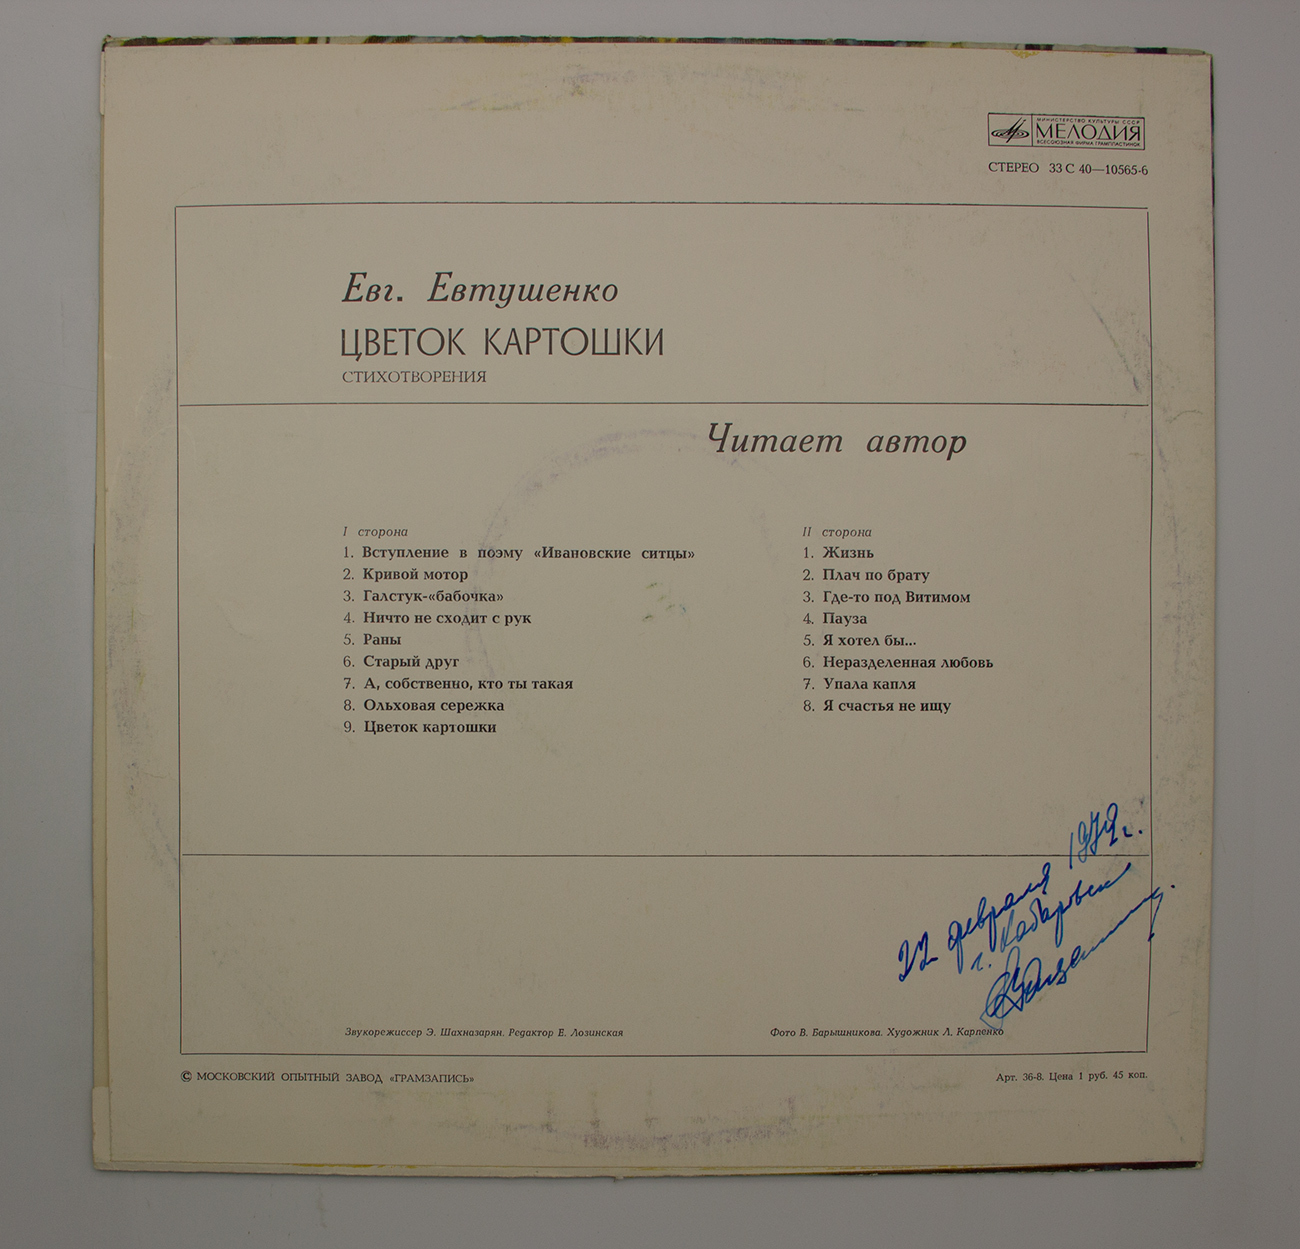 МИНИСТЕРСТВО КУЛЬТУРЫ СССР
МЕЛОДИЯ
ВСЕСОЮЗНАЯ ФИРМА ГРАМПЛАСТИНОК
СТЕРЕО 33 С 40—10565-6
Евг. Евтушенко
ЦВЕТОК КАРТОШКИ
СТИХОТВОРЕНИЯ
Читает автор
I сторона
1. Вступление в поэму «Ивановские ситцы»
2. Кривой мотор
3. Галстук-«бабочка»
4. Ничто не сходит с рук
5. Раны
6. Старый друг
7. А, собственно, кто ты такая
8. Ольховая сережка
9. Цветок картошки
II сторона
1. Жизнь
2. Плач по брату
3. Где-то под Витимом
4. Пауза
5. Я хотел бы...
6. Неразделенная любовь
7. Упала капля
8. Я счастья не ищу
22 февраля 1979 г.
г. Хабаровск
Звукорежиссер Э. Шахназарян. Редактор Е. Лозинская
Фото В. Барышникова. Художник Л. Карпенко
© МОСКОВСКИЙ ОПЫТНЫЙ ЗАВОД «ГРАМЗАПИСЬ»
Арт. 36-8. Цена 1 руб. 45 коп.